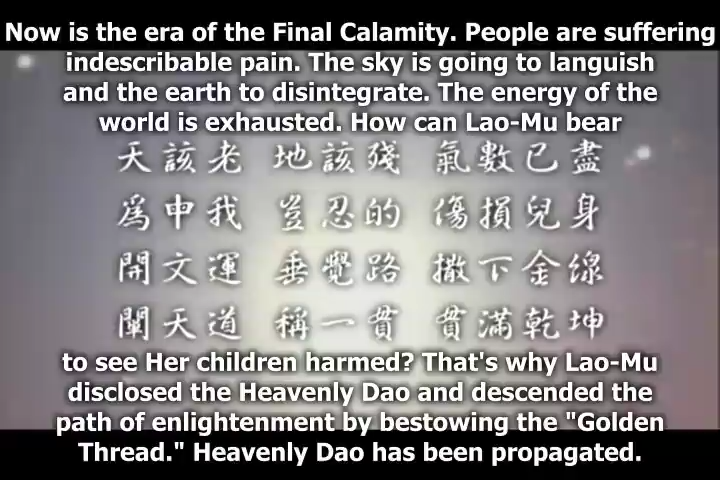 Now is the era of the Final Calamity. People are suffering
indescribable pain. The sky is going to languish
and the earth to disintegrate. The energy of the
world is exhausted. How can Lao-Mu bear
天該老 地該殘 氣數已盡
為申我 豈忍的 傷損兒身
開文運 垂覺路 撒下金線
闡天道 稱一貫 貫滿乾坤
to see Her children harmed? That's why Lao-Mu
disclosed the Heavenly Dao and descended the
path of enlightenment by bestowing the "Golden
Thread." Heavenly Dao has been propagated.